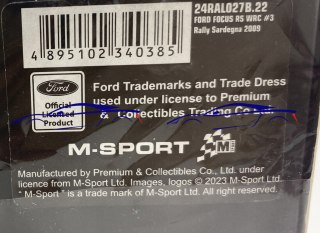 24RAL027B.22
FORD FOCUS RS WRC #3
Rally Sardegna 2009
4 895102 340385
Ford
Official
Licensed
Product
Ford Trademarks and Trade Dress
used under license to Premium
& Collectibles Trading Co Ltd
M-SPORT
M
Manufactured by Premium & Collectibles Co., Ltd. under
licence from M-Sport Ltd. Images, logos © 2023 M-Sport Ltd.
" M-Sport " is a trade mark of M-Sport Ltd. All right reserved.